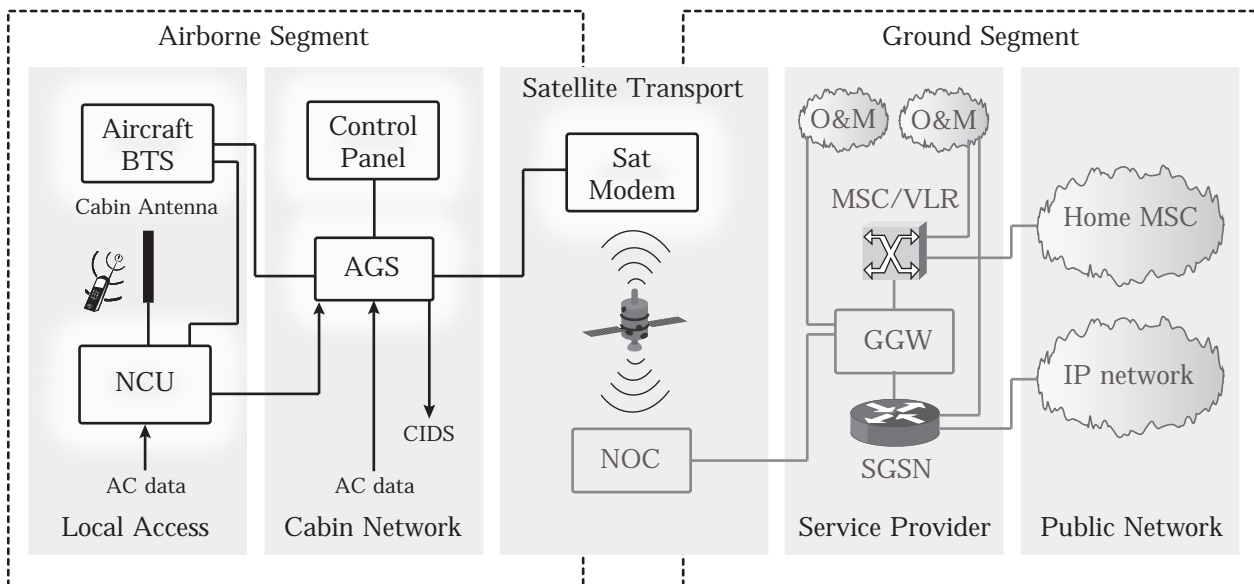 Airborne Segment
Ground Segment
Satellite Transport
Aircraft
BTS
Control
Panel
Sat
Modem
O&M
O&M
Cabin Antenna
MSC/VLR
Home MSC
AGS
NCU
GGW
IP network
CIDS
NOC
SGSN
AC data
AC data
Local Access
Cabin Network
Service Provider
Public Network